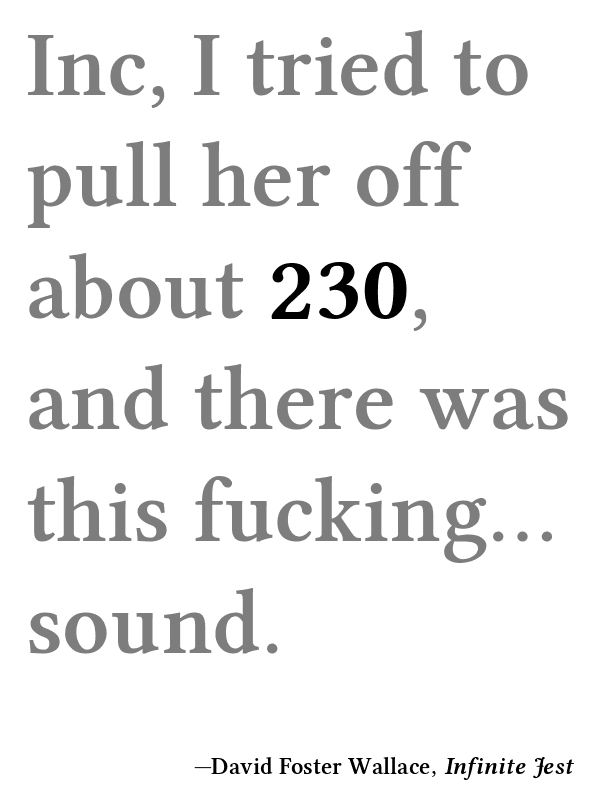 Inc, I tried to
pull her off
about 230,
and there was
this fucking…
sound.
—David Foster Wallace, Infinite Jest